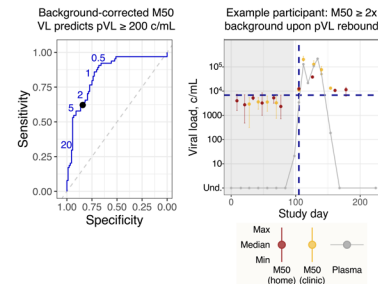 Background-corrected M50
VL predicts pVL ≥ 200 c/mL
1.00
0.75
0.50
0.25
0.00
Sensitivity
0.5
1
2
5
20
1.00 0.75 0.50 0.25 0.00
Specificity
Example participant: M50 ≥ 2x
background upon pVL rebound
Viral load, c/mL
10⁵
10⁴
1000
100
10
Und.
0 100 200
Study day
Max
Median
Min
M50 (home)
M50 (clinic)
Plasma